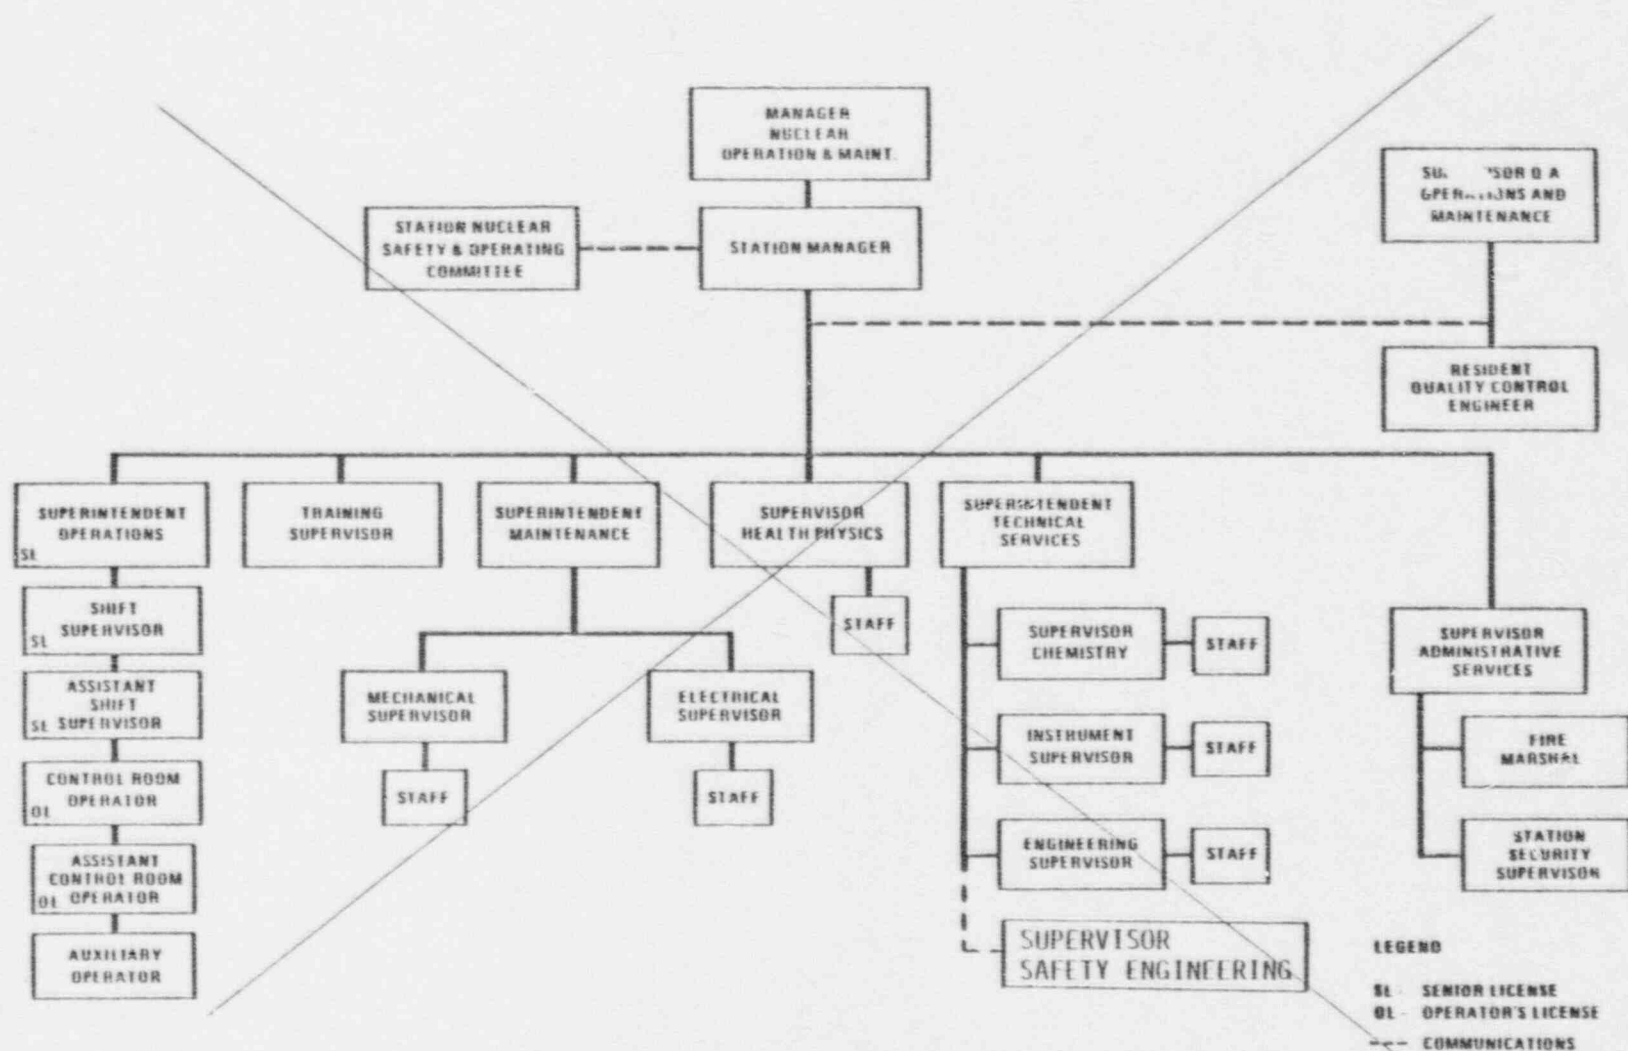 MANAGER
NUCLEAR
OPERATION & MAINT.
STATION NUCLEAR
SAFETY & OPERATING
COMMITTEE
STATION MANAGER
Q A
AND
MAINTENANCE
RESIDENT
QUALITY CONTROL
ENGINEER
SUPERINTENDENT
OPERATIONS
SL
TRAINING
SUPERVISOR
SUPERINTENDENT
MAINTENANCE
SUPERVISOR
HEALTH PHYSICS
STAFF
SUPERINTENDENT
TECHNICAL
SERVICES
SHIFT
SUPERVISOR
SL
ASSISTANT
SHIFT
SUPERVISOR
SL
CONTROL ROOM
OPERATOR
OL
ASSISTANT
CONTROL ROOM
OPERATOR
OL
AUXILIARY
OPERATOR
MECHANICAL
SUPERVISOR
STAFF
ELECTRICAL
SUPERVISOR
STAFF
SUPERVISOR
CHEMISTRY
STAFF
INSTRUMENT
SUPERVISOR
STAFF
ENGINEERING
SUPERVISOR
STAFF
SUPERVISOR
SAFETY ENGINEERING
SUPERVISOR
ADMINISTRATIVE
SERVICES
FIRE
MARSHAL
STATION
SECURITY
SUPERVISOR
LEGEND
SL - SENIOR LICENSE
OL - OPERATOR'S LICENSE
--- COMMUNICATIONS